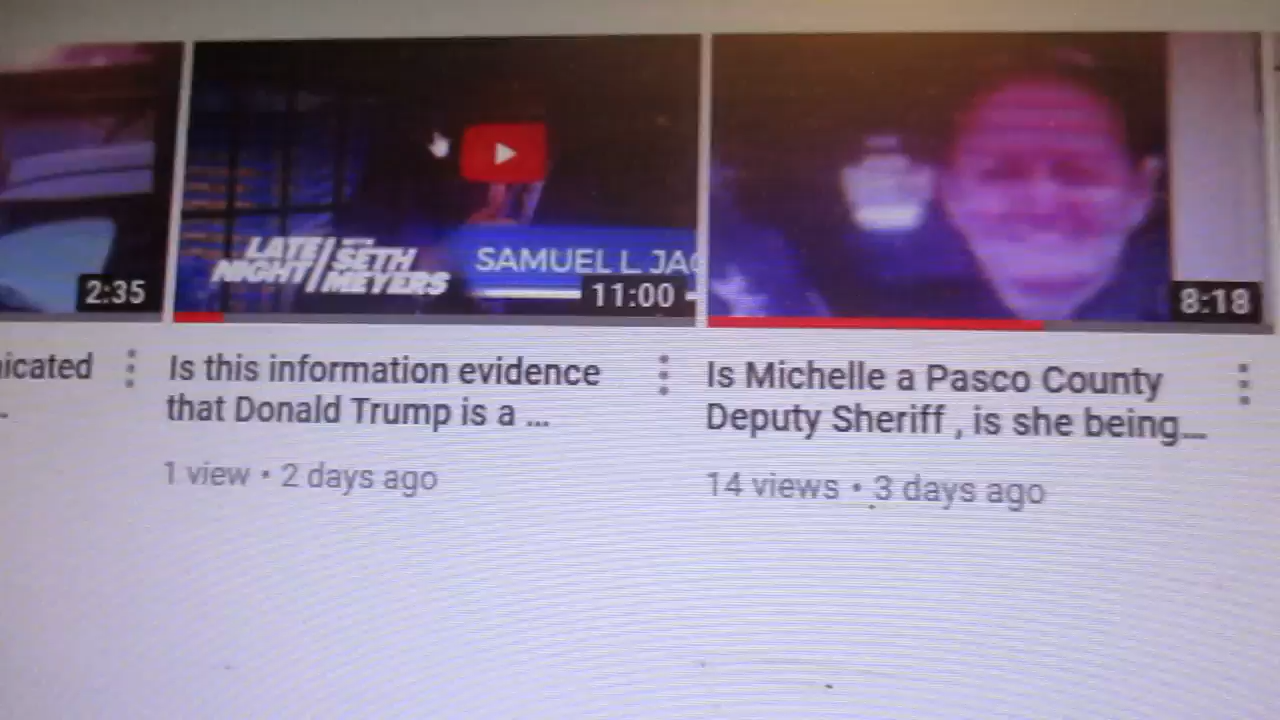 2:35
LATE NIGHT
SETH MEYERS
SAMUEL L JAC
11:00
8:18
icated
Is this information evidence
that Donald Trump is a ...
1 view • 2 days ago
Is Michelle a Pasco County
Deputy Sheriff , is she being...
14 views • 3 days ago